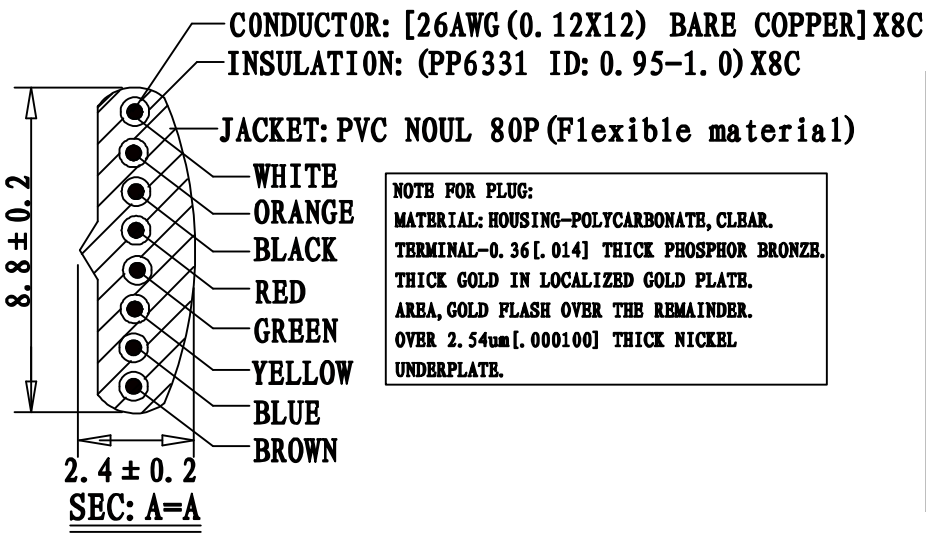 CONDUCTOR: [26AWG(0.12X12) BARE COPPER]X8C
INSULATION: (PP6331 ID:0.95-1.0)X8C
JACKET: PVC NOUL 80P(Flexible material)
WHITE
ORANGE
BLACK
RED
GREEN
YELLOW
BLUE
BROWN
8.8±0.2
2.4±0.2
SEC: A=A
NOTE FOR PLUG:
MATERIAL:HOUSING-POLYCARBONATE,CLEAR.
TERMINAL-0.36[.014] THICK PHOSPHOR BRONZE.
THICK GOLD IN LOCALIZED GOLD PLATE.
AREA,GOLD FLASH OVER THE REMAINDER.
OVER 2.54um[.000100] THICK NICKEL
UNDERPLATE.